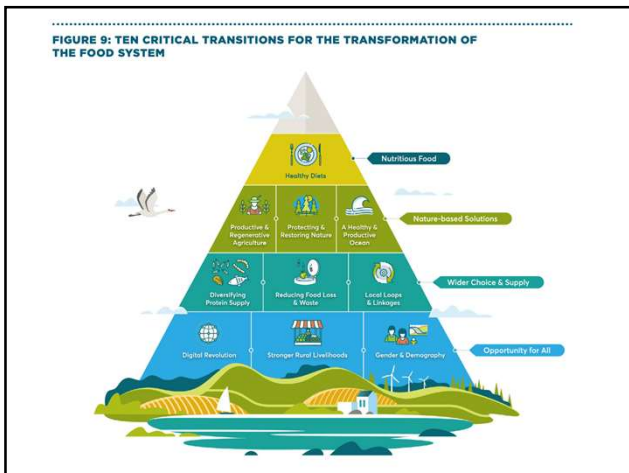 FIGURE 9: TEN CRITICAL TRANSITIONS FOR THE TRANSFORMATION OF
THE FOOD SYSTEM
Healthy Diets
Nutritious Food
Productive &
Regenerative
Agriculture
Protecting &
Restoring Nature
A Healthy &
Productive
Ocean
Nature-based Solutions
Diversifying
Protein Supply
Reducing Food Loss
& Waste
Local Loops
& Linkages
Wider Choice & Supply
Digital Revolution
Stronger Rural Livelihoods
Gender & Demography
Opportunity for All